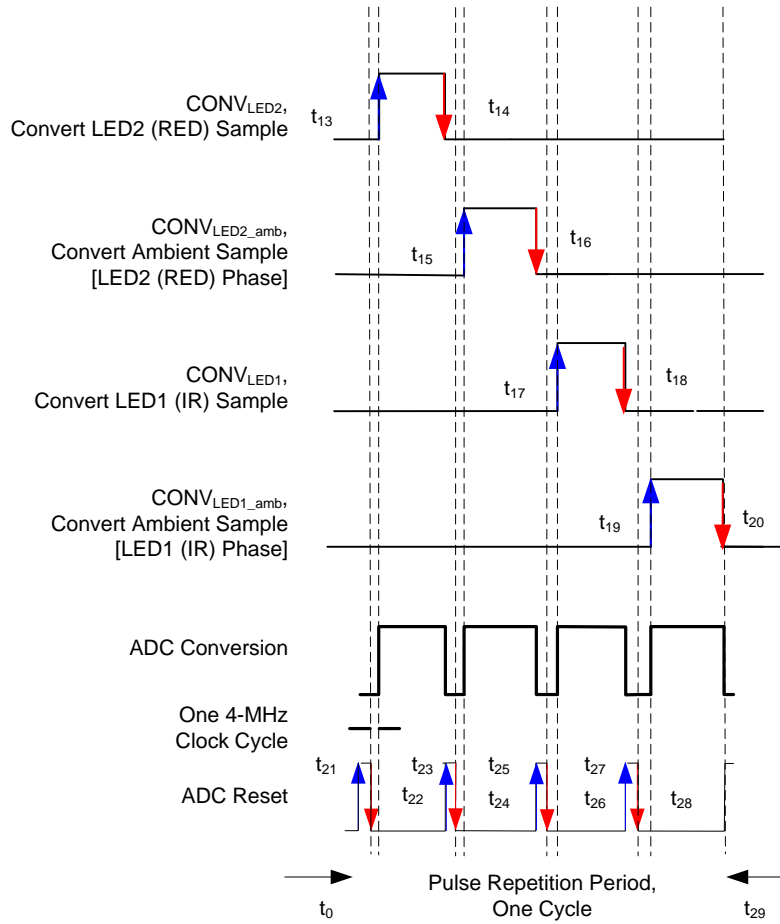 CONVLED2,
Convert LED2 (RED) Sample
t13
t14
CONVLED2_amb,
Convert Ambient Sample
[LED2 (RED) Phase]
t15
t16
CONVLED1,
Convert LED1 (IR) Sample
t17
t18
CONVLED1_amb,
Convert Ambient Sample
[LED1 (IR) Phase]
t19
t20
ADC Conversion
One 4-MHz
Clock Cycle
ADC Reset
t21
t23
t25
t27
t22
t24
t26
t28
Pulse Repetition Period,
One Cycle
t0
t29